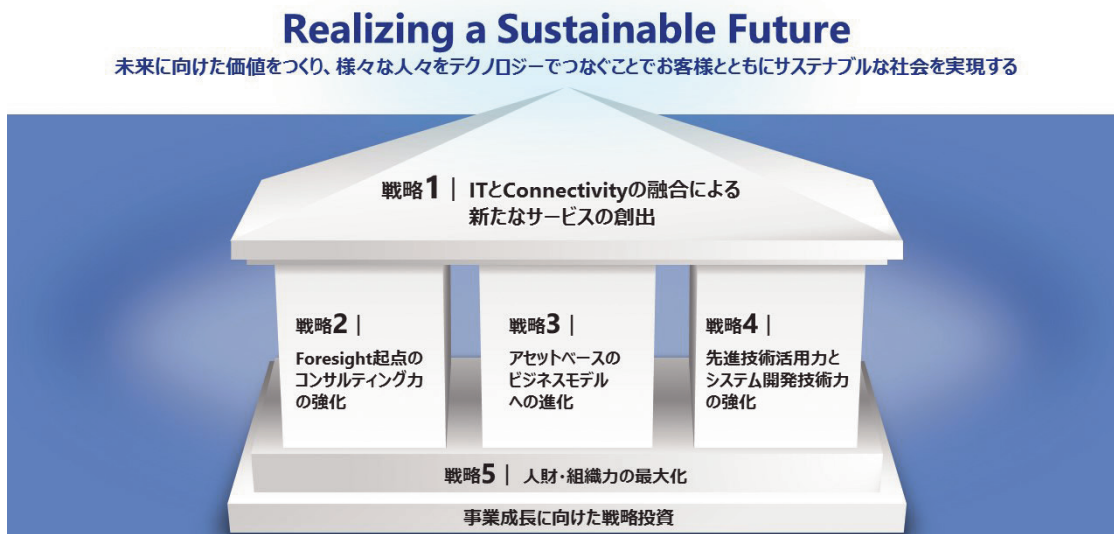 Realizing a Sustainable Future
未来に向けた価値をつくり、様々な人々をテクノロジーでつなぐことでお客様とともにサステナブルな社会を実現する
戦略1｜ITとConnectivityの融合による
新たなサービスの創出
戦略2｜
Foresight起点の
コンサルティング力
の強化
戦略3｜
アセットベースの
ビジネスモデル
への進化
戦略4｜
先進技術活用力と
システム開発技術力
の強化
戦略5｜人財・組織力の最大化
事業成長に向けた戦略投資